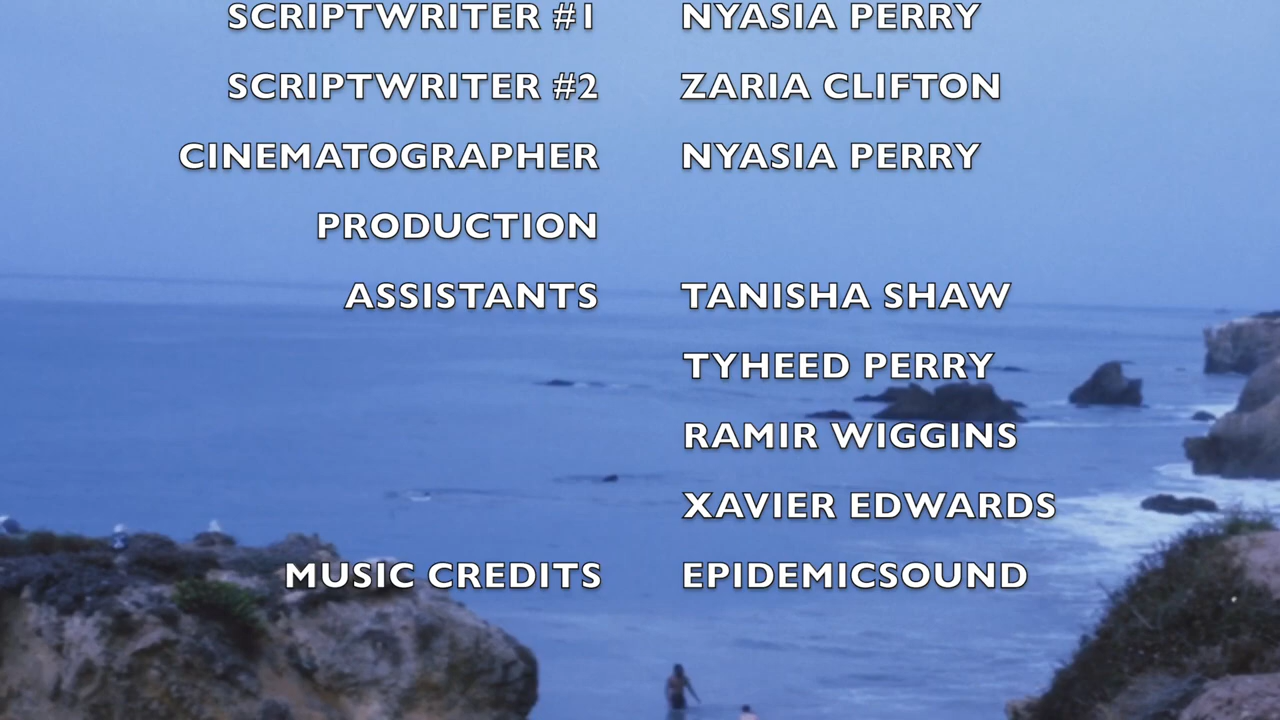 SCRIPTWRITER #1 NYASIA PERRY
SCRIPTWRITER #2 ZARIA CLIFTON
CINEMATOGRAPHER NYASIA PERRY
PRODUCTION
ASSISTANTS TANISHA SHAW
TYHEED PERRY
RAMIR WIGGINS
XAVIER EDWARDS
MUSIC CREDITS EPIDEMICSOUND